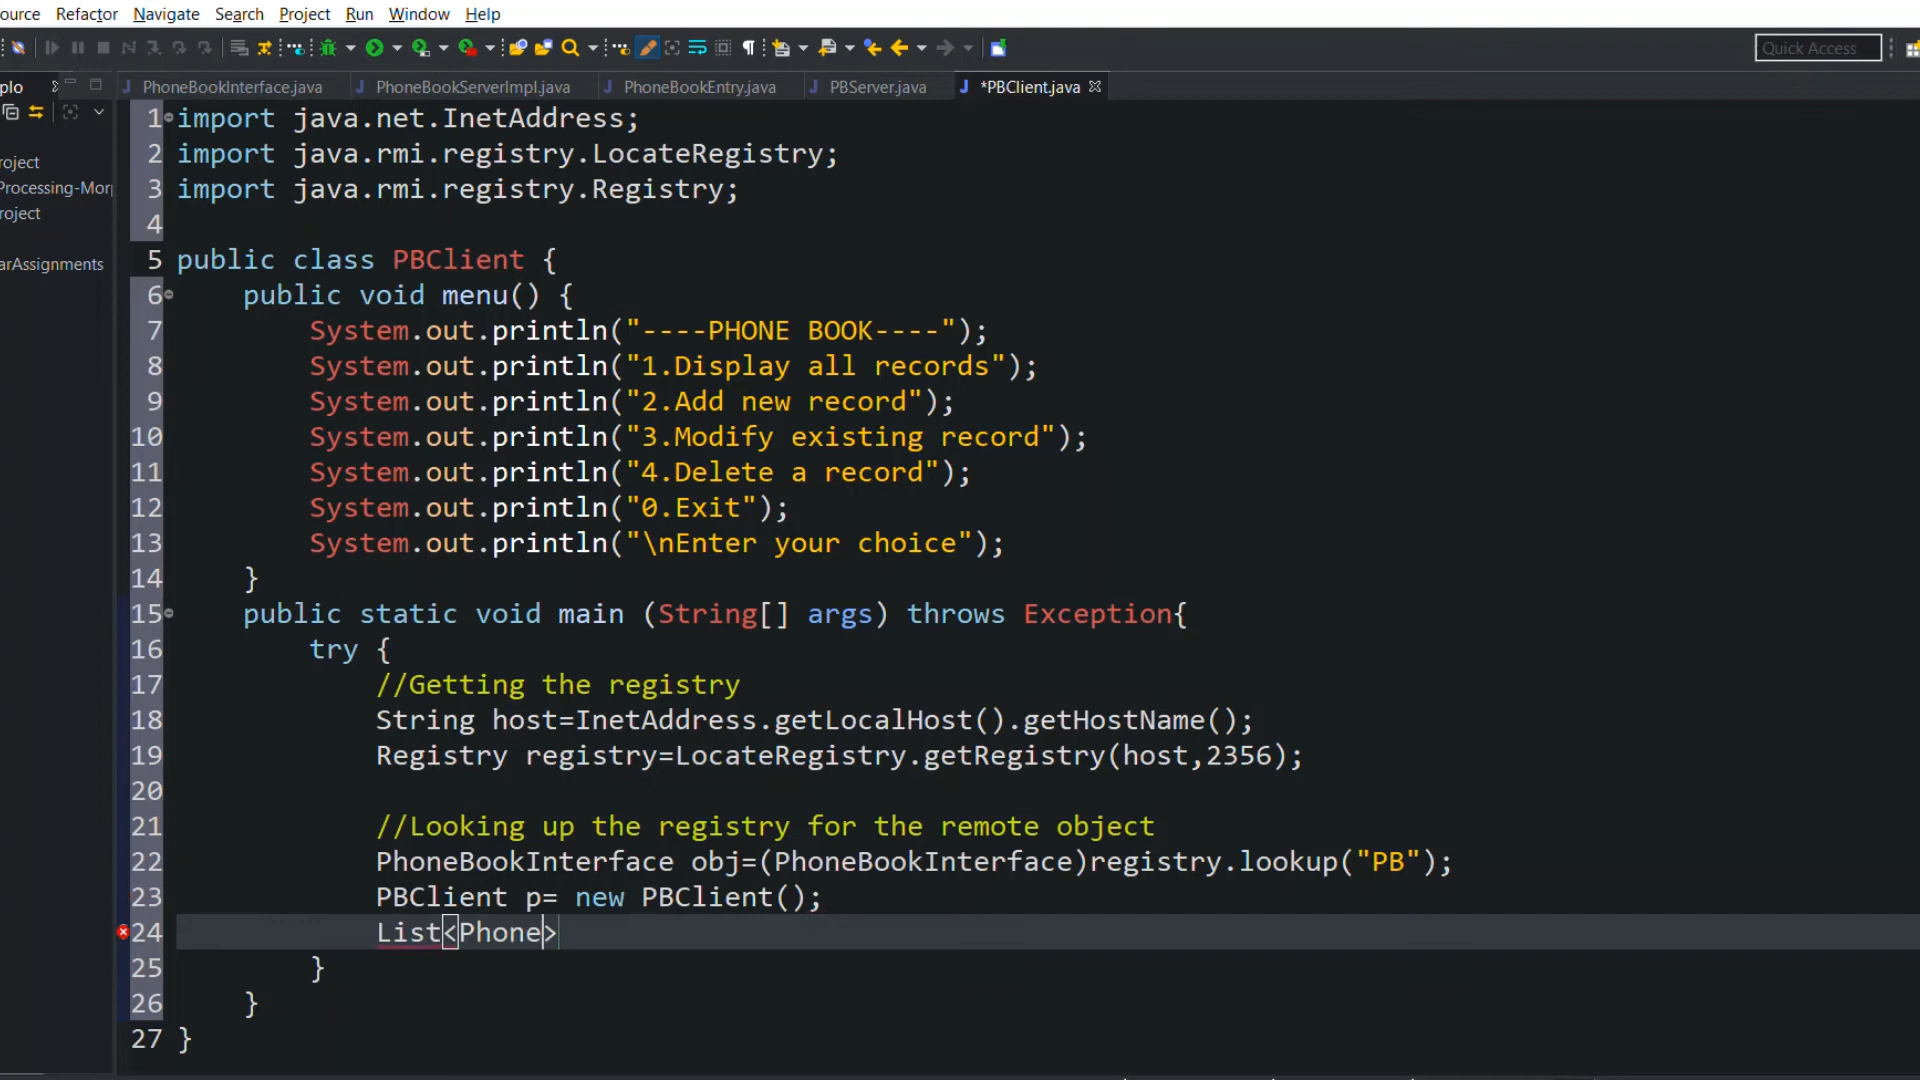 ource Refactor Navigate Search Project Run Window Help
Quick Access
plo
PhoneBookInterface.java PhoneBookServerImpl.java PhoneBookEntry.java PBServer.java *PBClient.java
roject
Processing-Morp
roject
arAssignments
1 import java.net.InetAddress;
2 import java.rmi.registry.LocateRegistry;
3 import java.rmi.registry.Registry;
4
5 public class PBClient {
6 public void menu() {
7 System.out.println("----PHONE BOOK----");
8 System.out.println("1.Display all records");
9 System.out.println("2.Add new record");
10 System.out.println("3.Modify existing record");
11 System.out.println("4.Delete a record");
12 System.out.println("0.Exit");
13 System.out.println("\nEnter your choice");
14 }
15 public static void main (String[] args) throws Exception{
16 try {
17 //Getting the registry
18 String host=InetAddress.getLocalHost().getHostName();
19 Registry registry=LocateRegistry.getRegistry(host,2356);
20
21 //Looking up the registry for the remote object
22 PhoneBookInterface obj=(PhoneBookInterface)registry.lookup("PB");
23 PBClient p= new PBClient();
24 List<Phone>
25 }
26 }
27 }